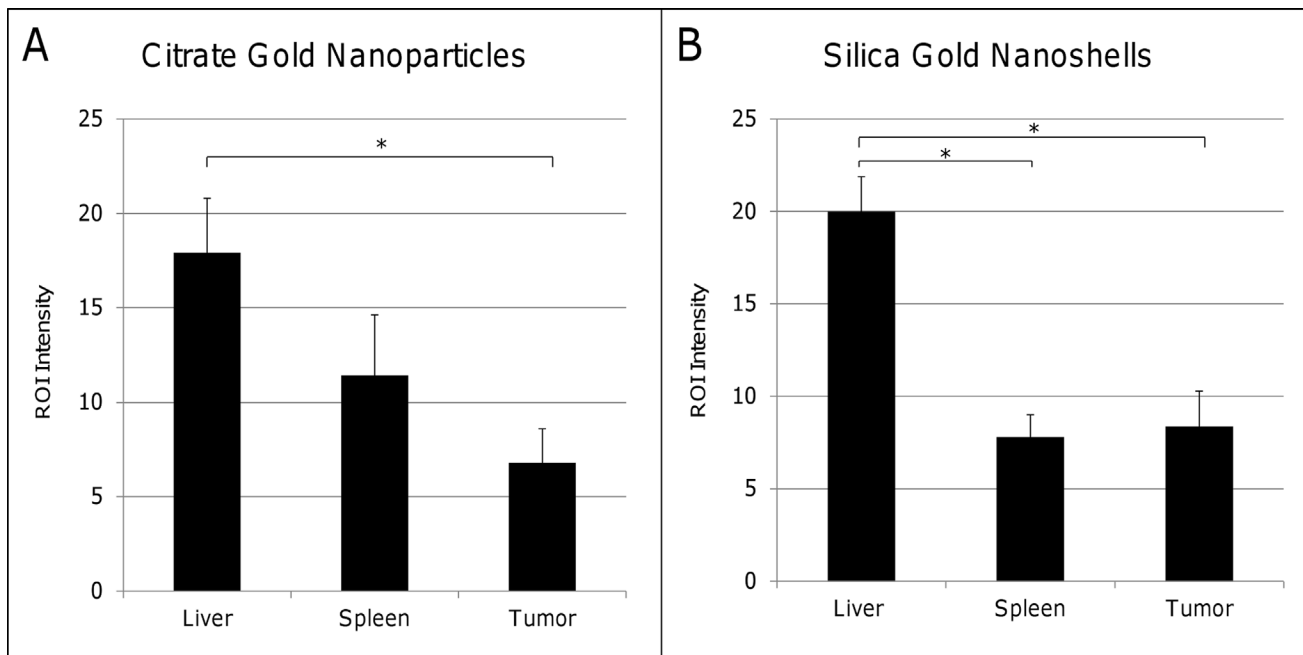 A
Citrate Gold Nanoparticles
25
20
15
10
5
0
ROI Intensity
*
Liver Spleen Tumor
B
Silica Gold Nanoshells
25
20
15
10
5
0
ROI Intensity
*
*
Liver Spleen Tumor